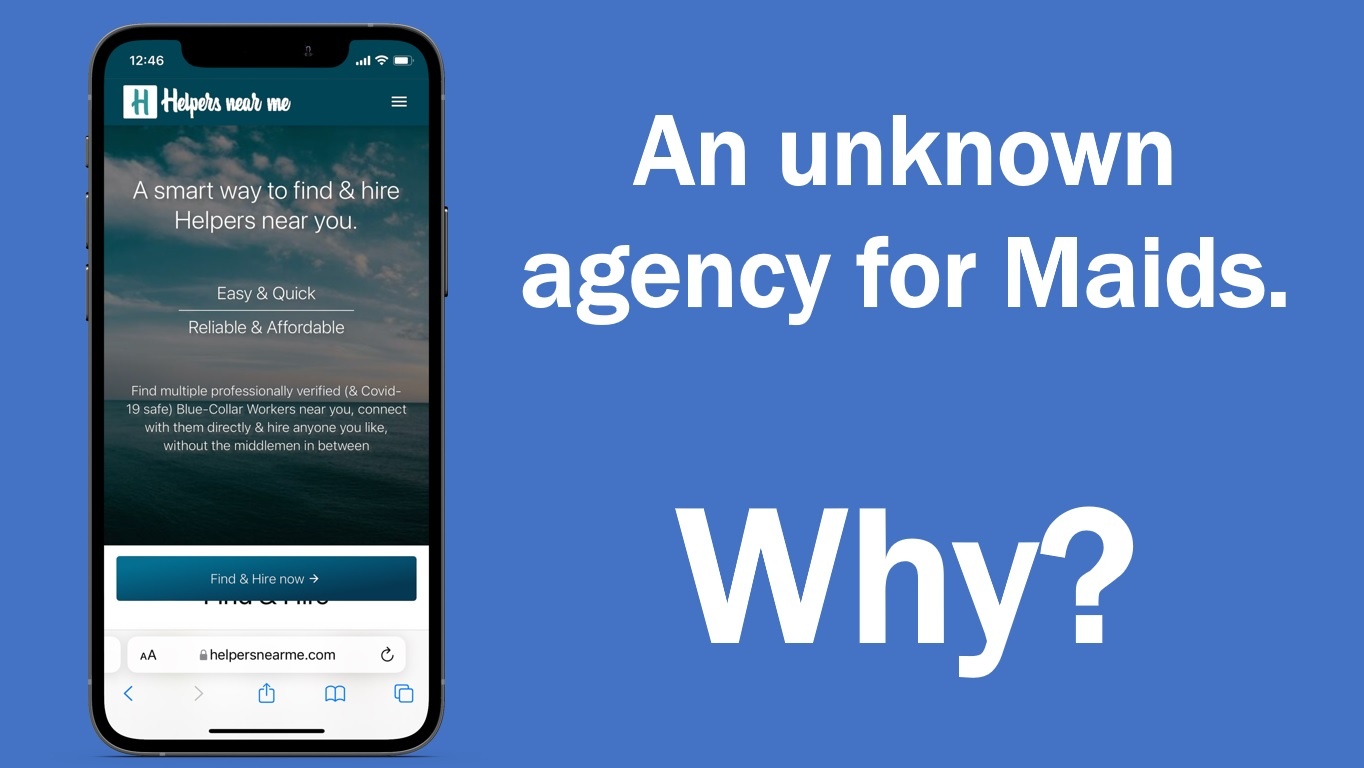 12:46
H Helpers near me
A smart way to find & hire
Helpers near you.
Easy & Quick
Reliable & Affordable
Find multiple professionally verified (& Covid-
19 safe) Blue-Collar Workers near you, connect
with them directly & hire anyone you like,
without the middlemen in between
Find & Hire now →
Find & Hire
AA helpersnearme.com
An unknown
agency for Maids.
Why?